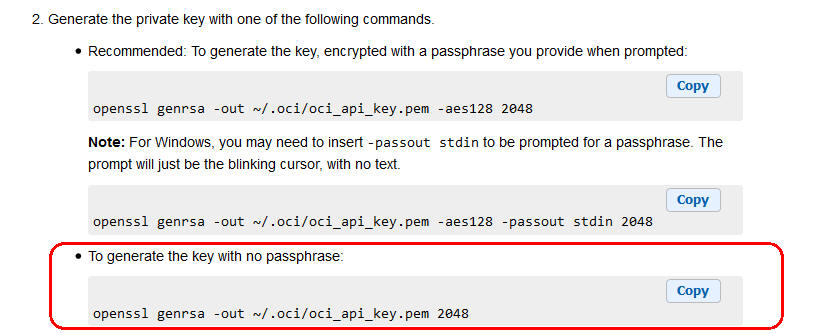 2. Generate the private key with one of the following commands.
• Recommended: To generate the key, encrypted with a passphrase you provide when prompted:
Copy
openssl genrsa -out ~/.oci/oci_api_key.pem -aes128 2048
Note: For Windows, you may need to insert -passout stdin to be prompted for a passphrase. The
prompt will just be the blinking cursor, with no text.
Copy
openssl genrsa -out ~/.oci/oci_api_key.pem -aes128 -passout stdin 2048
• To generate the key with no passphrase:
Copy
openssl genrsa -out ~/.oci/oci_api_key.pem 2048